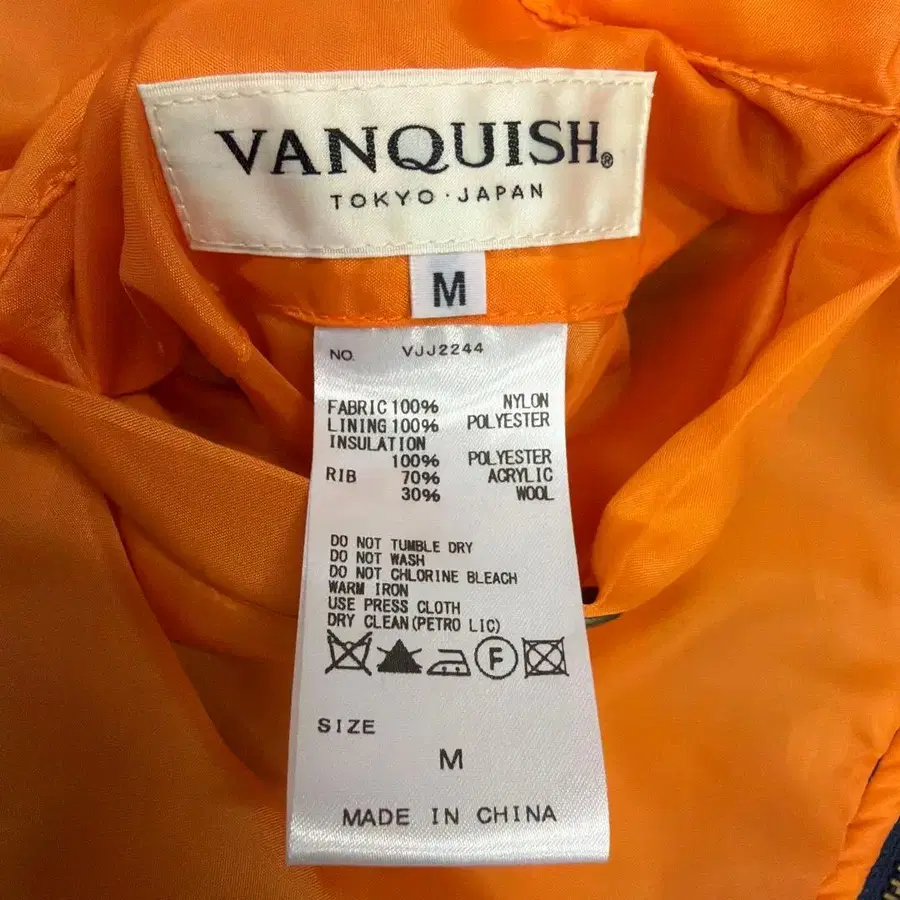 VANQUISH®
TOKYO · JAPAN
M
NO. VJJ2244
FABRIC 100% NYLON
LINING 100% POLYESTER
INSULATION
100% POLYESTER
RIB 70% ACRYLIC
30% WOOL
DO NOT TUMBLE DRY
DO NOT WASH
DO NOT CHLORINE BLEACH
WARM IRON
USE PRESS CLOTH
DRY CLEAN(PETRO LIC)
F
SIZE
M
MADE IN CHINA